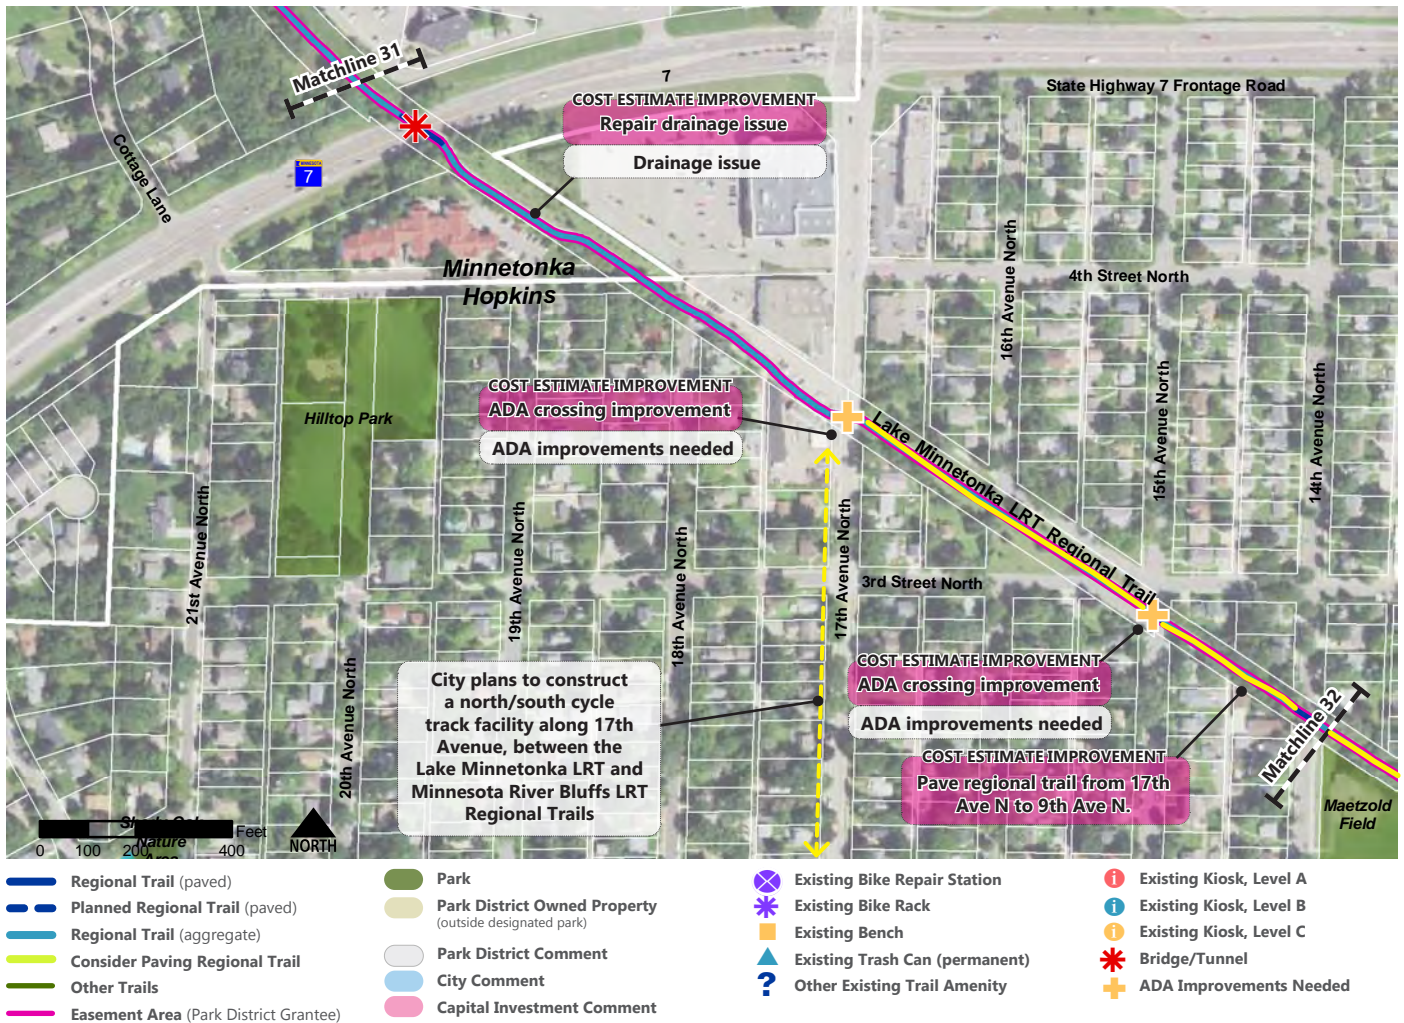 Matchline 31
7
State Highway 7 Frontage Road
COST ESTIMATE IMPROVEMENT
Repair drainage issue
Drainage issue
Cottage Lane
MINNESOTA
7
Minnetonka
Hopkins
4th Street North
16th Avenue North
15th Avenue North
14th Avenue North
Hilltop Park
COST ESTIMATE IMPROVEMENT
ADA crossing improvement
ADA improvements needed
Lake Minnetonka LRT Regional Trail
21st Avenue North
20th Avenue North
19th Avenue North
18th Avenue North
17th Avenue North
3rd Street North
City plans to construct
a north/south cycle
track facility along 17th
Avenue, between the
Lake Minnetonka LRT and
Minnesota River Bluffs LRT
Regional Trails
COST ESTIMATE IMPROVEMENT
ADA crossing improvement
ADA improvements needed
COST ESTIMATE IMPROVEMENT
Pave regional trail from 17th
Ave N to 9th Ave N.
Matchline 32
Maetzold
Field
Nature
Feet
0 100 200 400
NORTH
Regional Trail (paved)
Planned Regional Trail (paved)
Regional Trail (aggregate)
Consider Paving Regional Trail
Other Trails
Easement Area (Park District Grantee)
Park
Park District Owned Property
(outside designated park)
Park District Comment
City Comment
Capital Investment Comment
Existing Bike Repair Station
Existing Bike Rack
Existing Bench
Existing Trash Can (permanent)
? Other Existing Trail Amenity
i Existing Kiosk, Level A
i Existing Kiosk, Level B
i Existing Kiosk, Level C
Bridge/Tunnel
ADA Improvements Needed